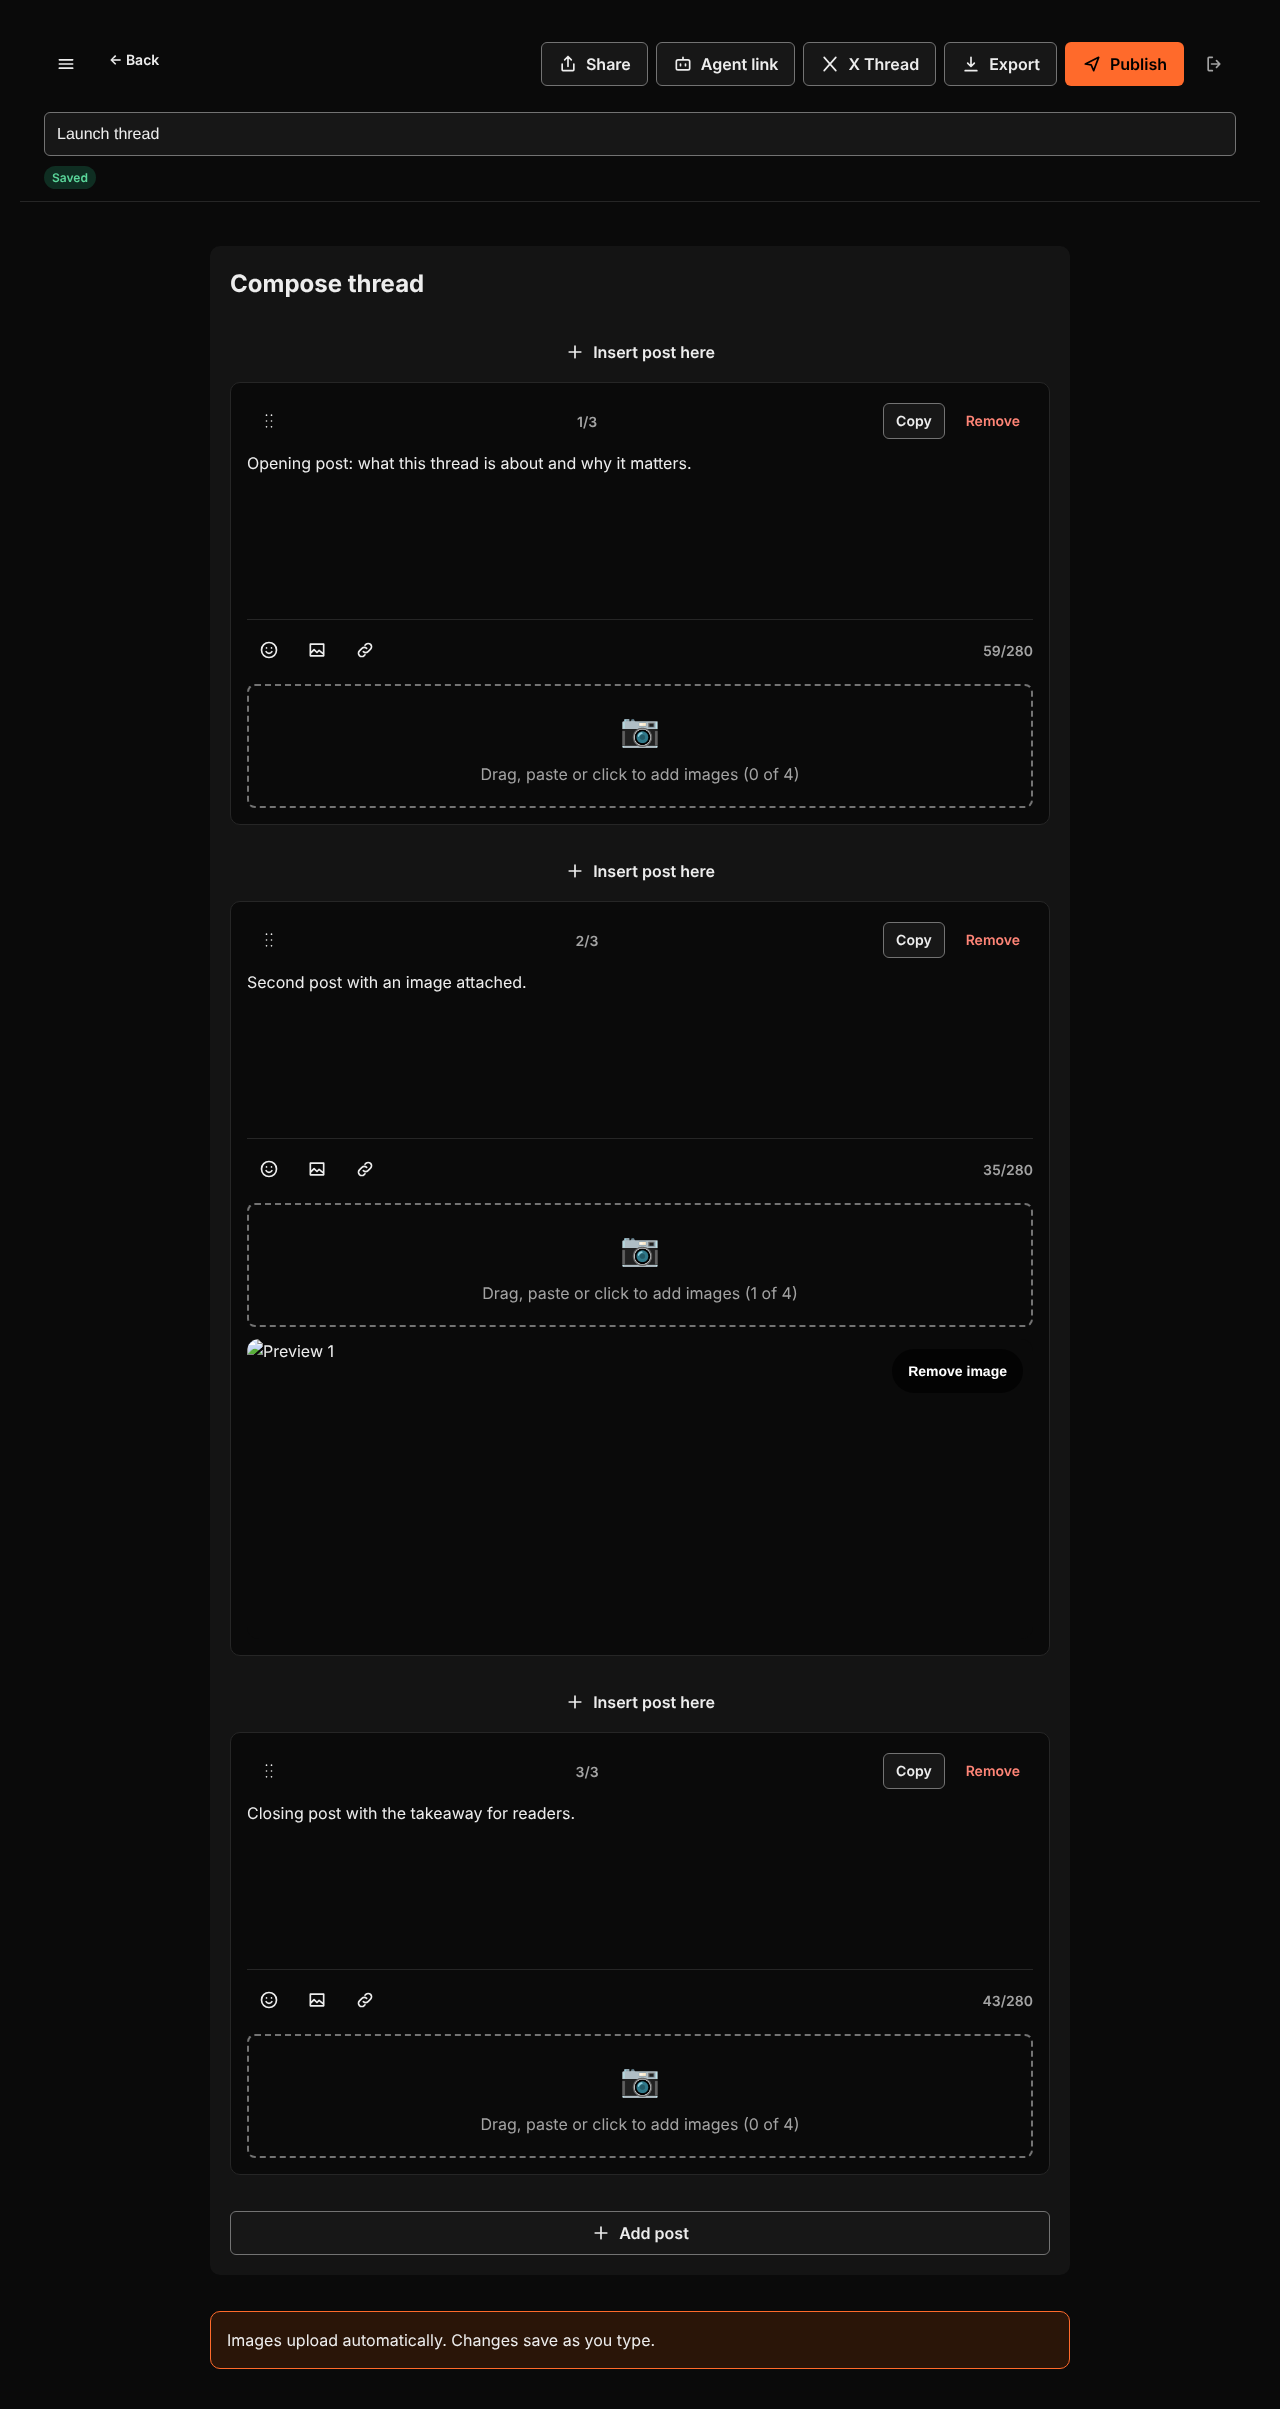 Back
Share
Agent link
X Thread
Export
Publish
Launch thread
Saved
Compose thread
Insert post here
1/3
Copy
Remove
Opening post: what this thread is about and why it matters.
59/280
Drag, paste or click to add images (0 of 4)
Insert post here
2/3
Copy
Remove
Second post with an image attached.
35/280
Drag, paste or click to add images (1 of 4)
Preview 1
Remove image
Insert post here
3/3
Copy
Remove
Closing post with the takeaway for readers.
43/280
Drag, paste or click to add images (0 of 4)
Add post
Images upload automatically. Changes save as you type.